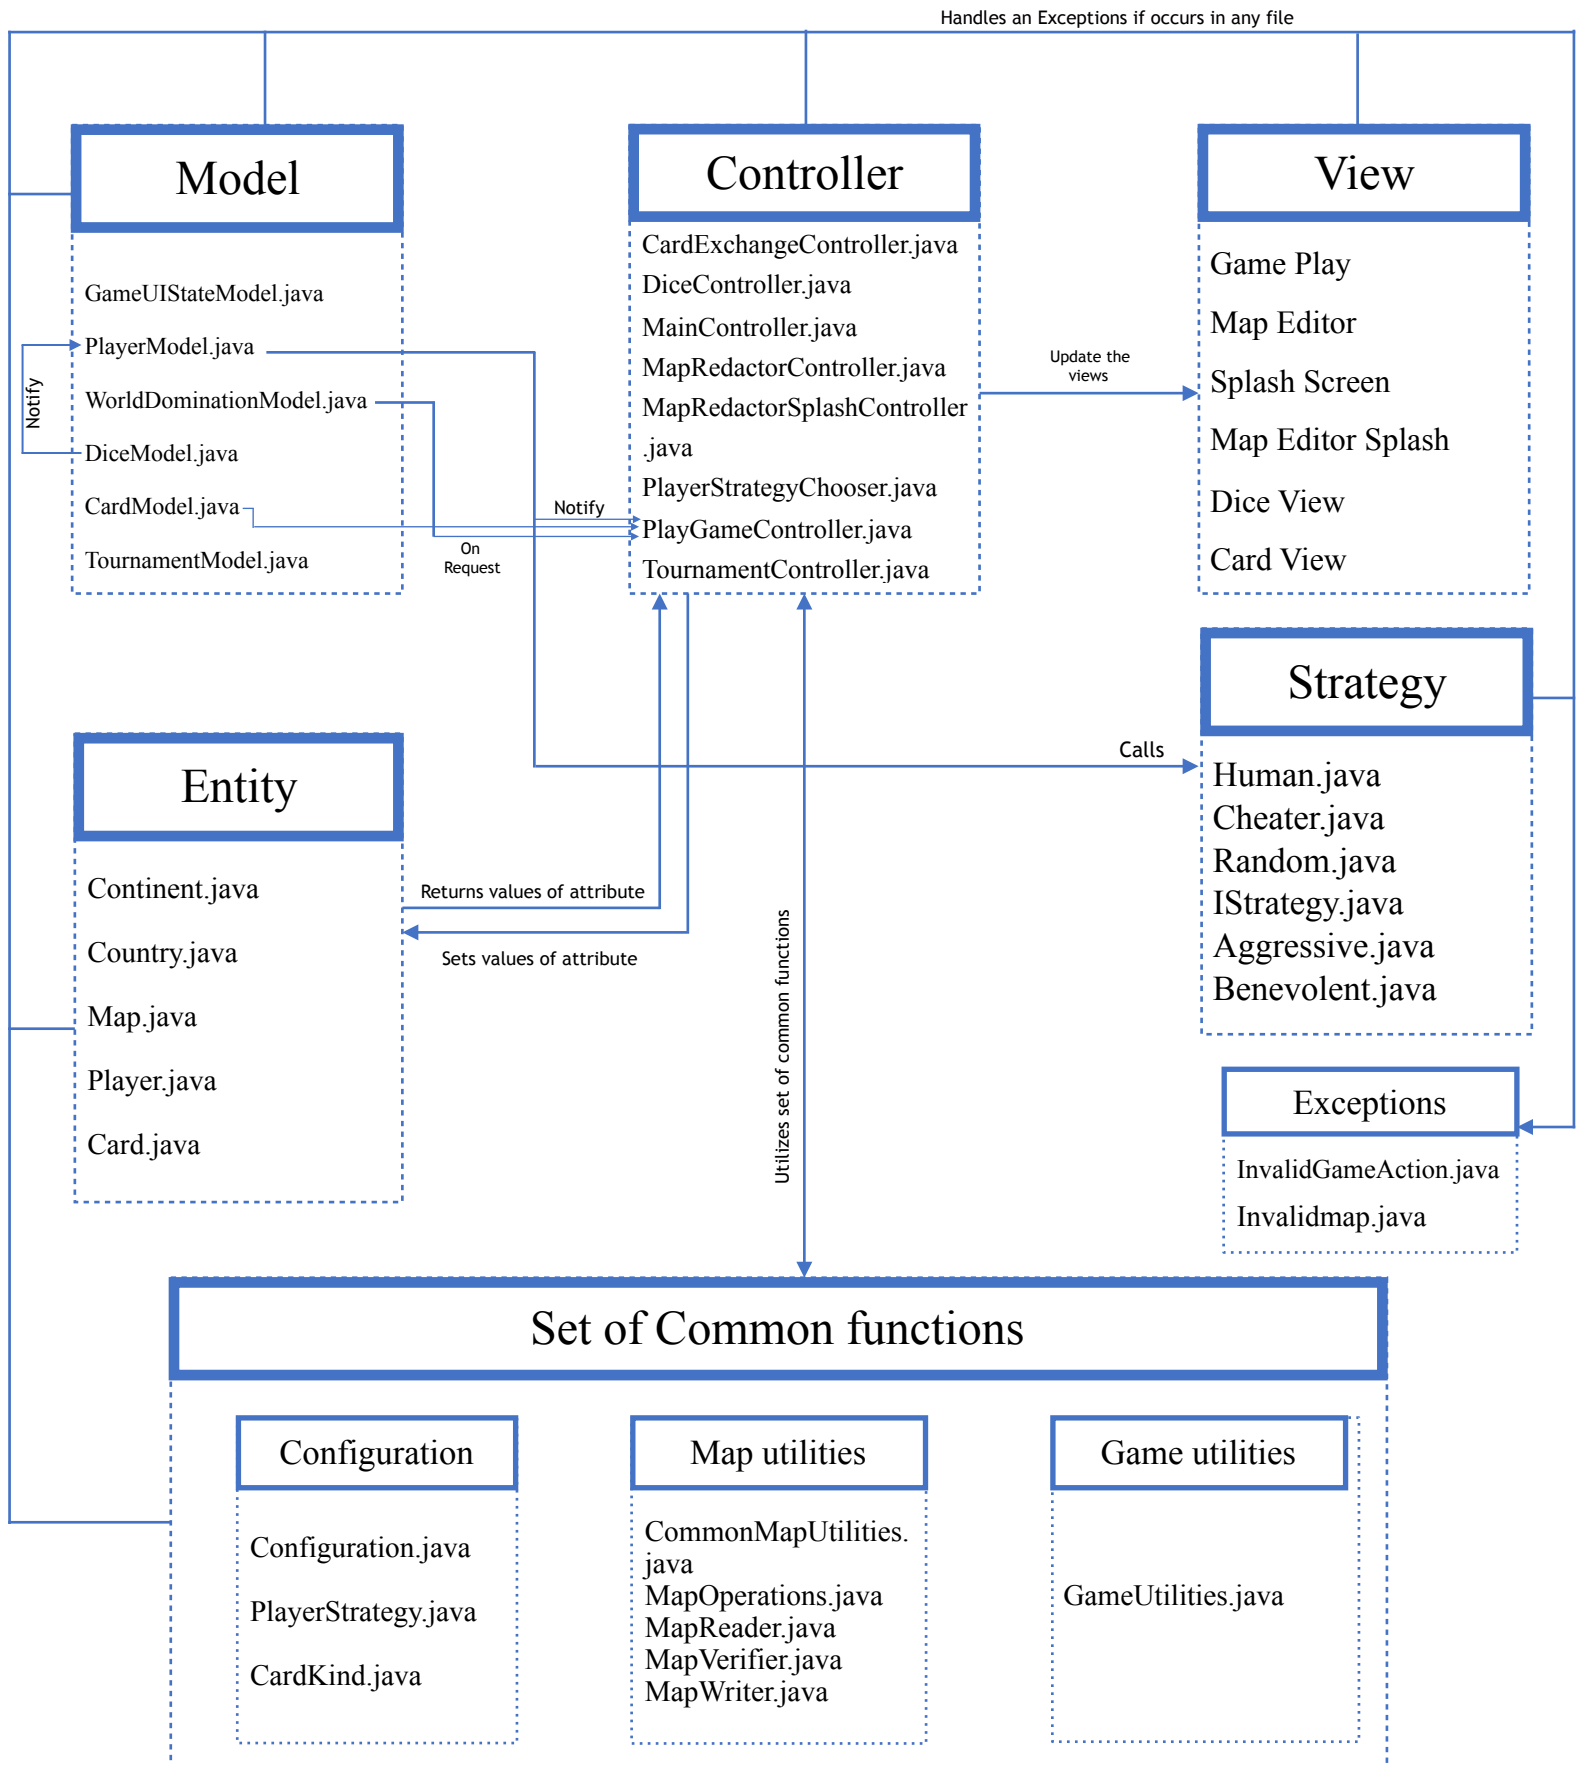 Handles an Exceptions if occurs in any file
Model
GameUIStateModel.java
PlayerModel.java
WorldDominationModel.java
DiceModel.java
CardModel.java
TournamentModel.java
Notify
Controller
CardExchangeController.java
DiceController.java
MainController.java
MapRedactorController.java
MapRedactorSplashController
.java
PlayerStrategyChooser.java
PlayGameController.java
TournamentController.java
Notify
On
Request
Update the
views
View
Game Play
Map Editor
Splash Screen
Map Editor Splash
Dice View
Card View
Strategy
Human.java
Cheater.java
Random.java
IStrategy.java
Aggressive.java
Benevolent.java
Calls
Entity
Continent.java
Country.java
Map.java
Player.java
Card.java
Returns values of attribute
Sets values of attribute
Utilizes set of common functions
Exceptions
InvalidGameAction.java
Invalidmap.java
Set of Common functions
Configuration
Configuration.java
PlayerStrategy.java
CardKind.java
Map utilities
CommonMapUtilities.
java
MapOperations.java
MapReader.java
MapVerifier.java
MapWriter.java
Game utilities
GameUtilities.java